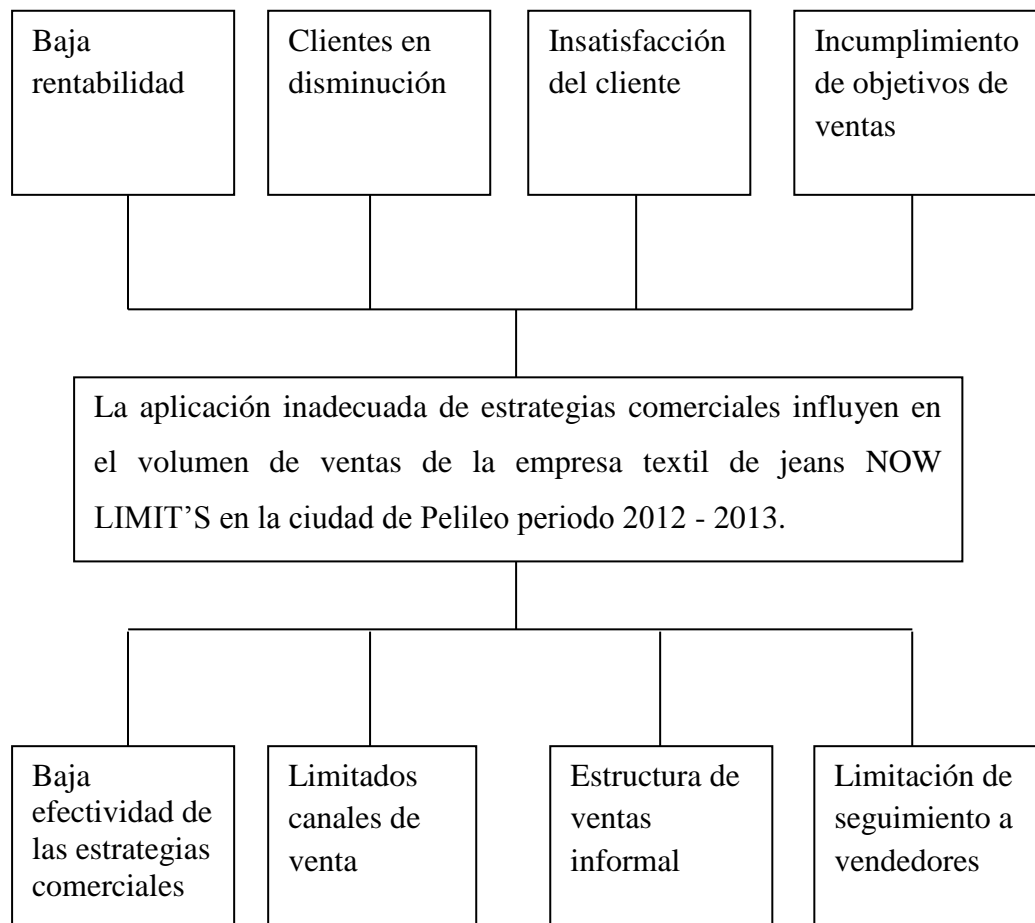 Baja
rentabilidad
Clientes en
disminución
Insatisfacción
del cliente
Incumplimiento
de objetivos de
ventas
La aplicación inadecuada de estrategias comerciales influyen en
el volumen de ventas de la empresa textil de jeans NOW
LIMIT’S en la ciudad de Pelileo periodo 2012 - 2013.
Baja
efectividad de
las estrategias
comerciales
Limitados
canales de
venta
Estructura de
ventas
informal
Limitación de
seguimiento a
vendedores